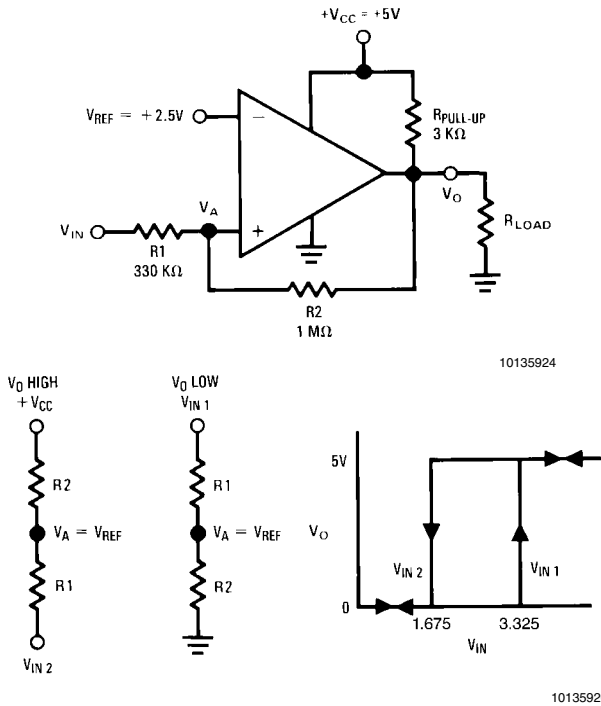 +VCC = +5V
VREF = +2.5V
−
RPULL-UP
3 KΩ
VA
VO
VIN
+
R1
330 KΩ
RLOAD
R2
1 MΩ
10135924
VO HIGH
+ VCC
R2
VA = VREF
R1
VIN 2
VO LOW
VIN 1
R1
VA = VREF
R2
5V
VO
VIN 2
VIN 1
0
1.675
3.325
VIN
1013592